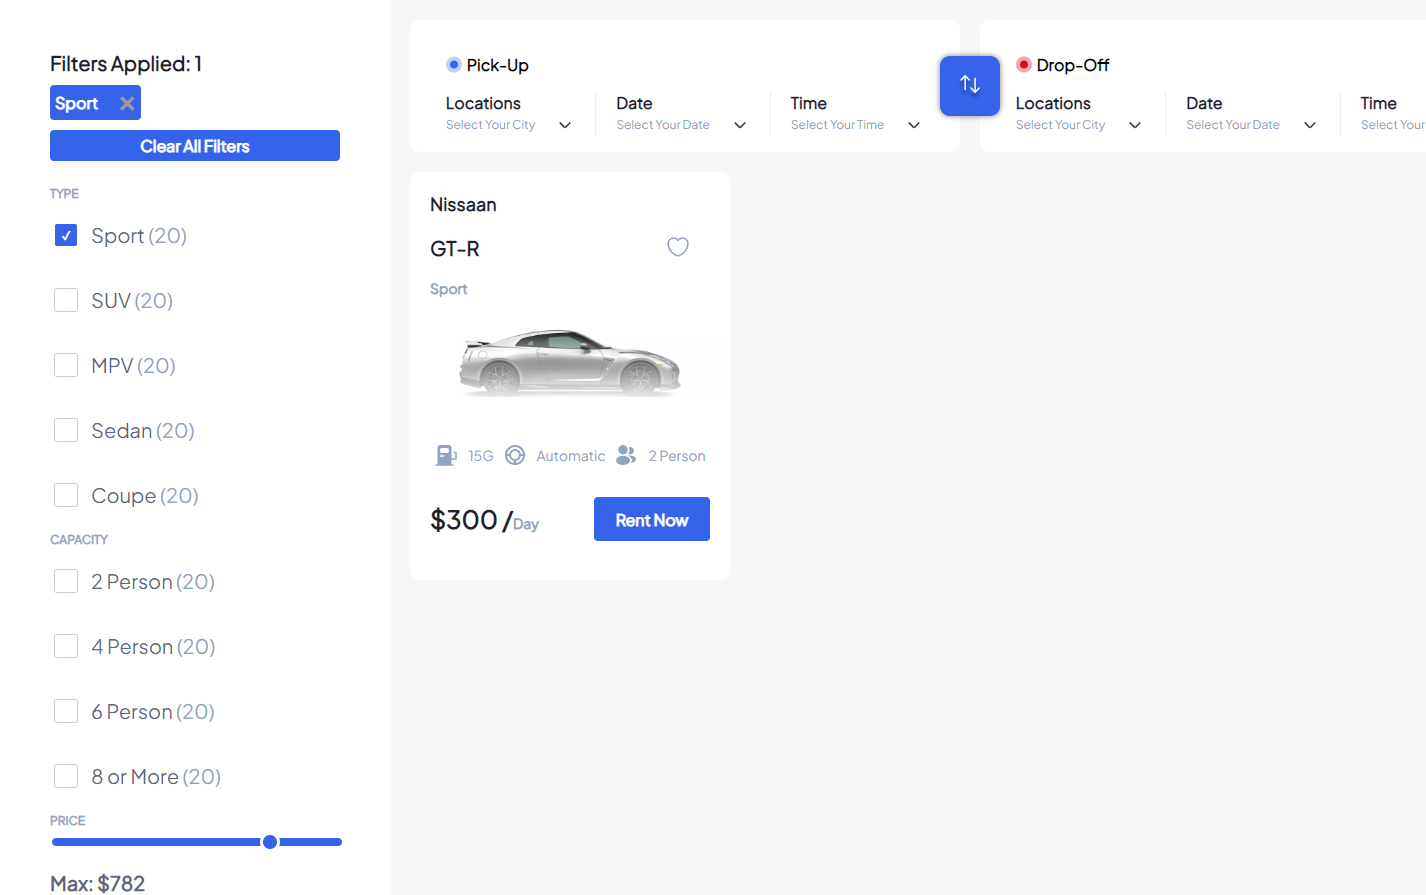 Filters Applied: 1
Sport
Clear All Filters
TYPE
Sport (20)
SUV (20)
MPV (20)
Sedan (20)
Coupe (20)
CAPACITY
2 Person (20)
4 Person (20)
6 Person (20)
8 or More (20)
PRICE
Max: $782
Pick-Up
Locations Date Time
Select Your City Select Your Date Select Your Time
Drop-Off
Locations Date Time
Select Your City Select Your Date Select Your
Nissaan
GT-R
Sport
15G Automatic 2 Person
$300 /Day Rent Now